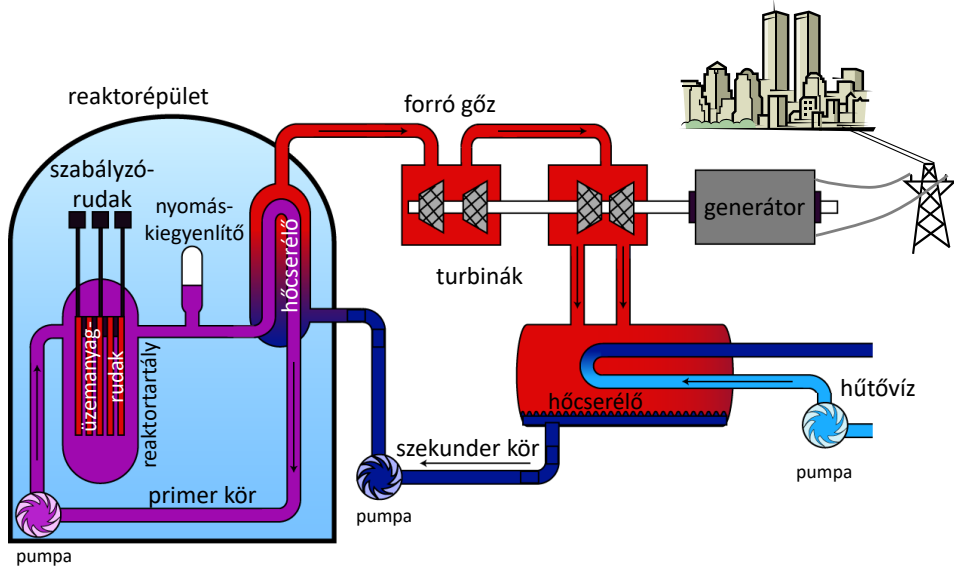 reaktorépület
forró gőz
szabályzó-
rudak
nyomás-
kiegyenlítő
hőcserélő
generátor
turbinák
üzemanyag-
rudak
reaktortartály
hőcserélő
hűtővíz
szekunder kör
pumpa
primer kör
pumpa
pumpa